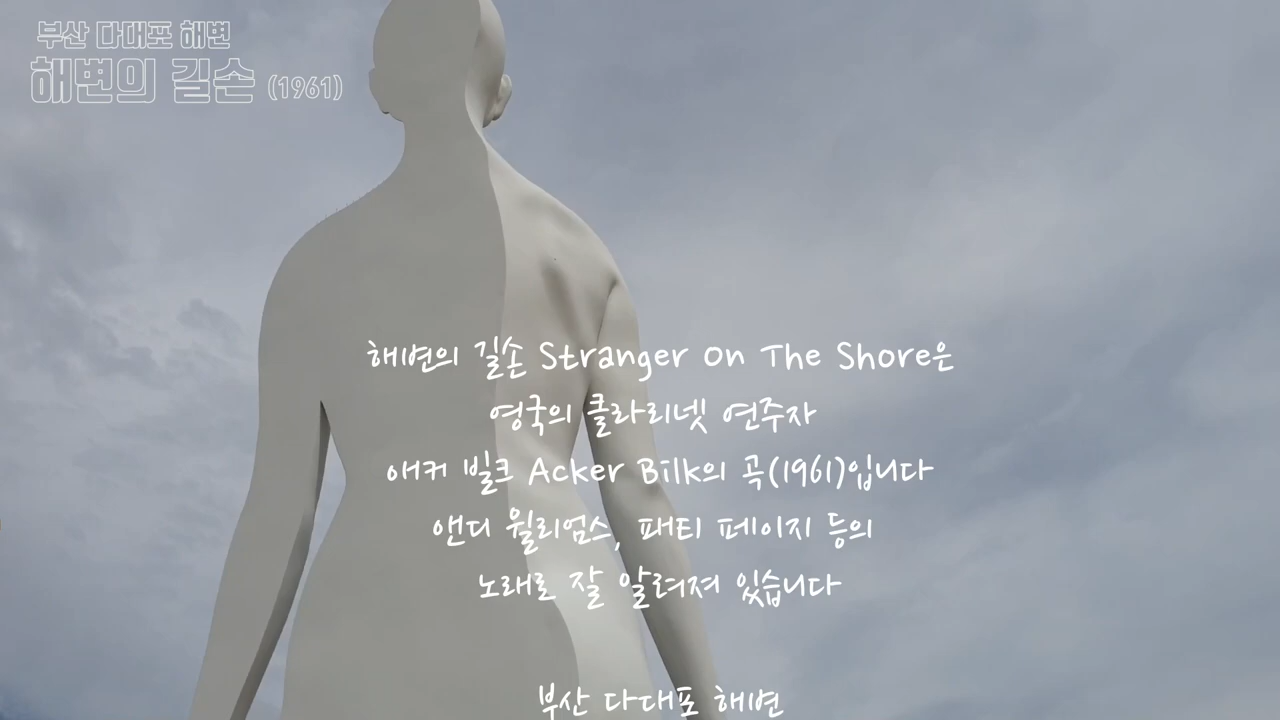 부산 다대포 해변
해변의 길손 (1961)
해변의 길손 Stranger On The Shore은
영국의 클라리넷 연주자
애커 빌크 Acker Bilk의 곡(1961)입니다
앤디 윌리엄스, 패티 페이지 등의
노래로 잘 알려져 있습니다
부산 다대포 해변